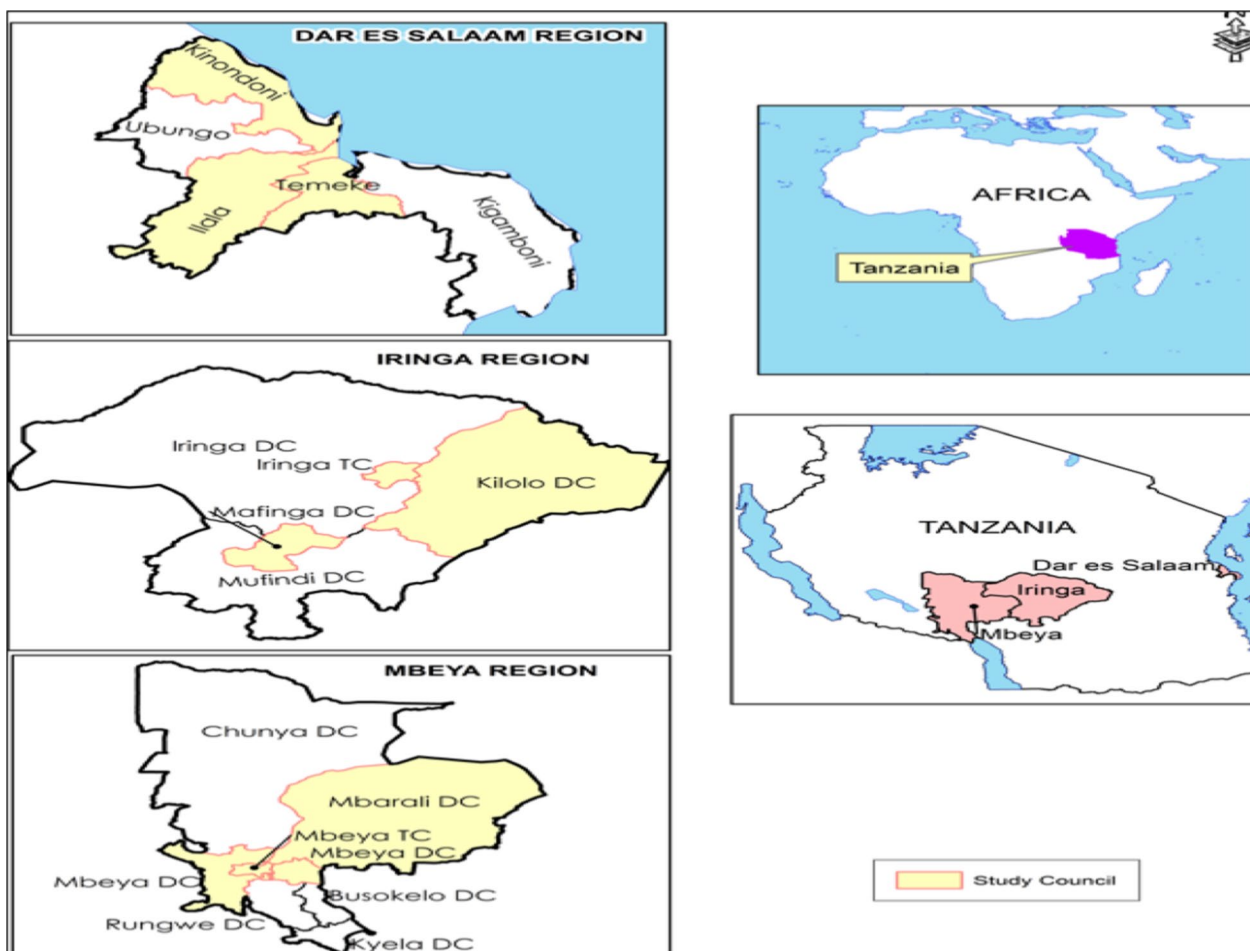 DAR ES SALAAM REGION
Kinondoni
Ubungo
Temeke
Ilala
Kigamboni
IRINGA REGION
Iringa DC
Iringa TC
Kilolo DC
Mafinga DC
Mufindi DC
MBEYA REGION
Chunya DC
Mbarali DC
Mbeya TC
Mbeya DC
Mbeya DC
Busokelo DC
Rungwe DC
Kyela DC
N
AFRICA
Tanzania
TANZANIA
Dar es Salaam
Iringa
Mbeya
Study Council